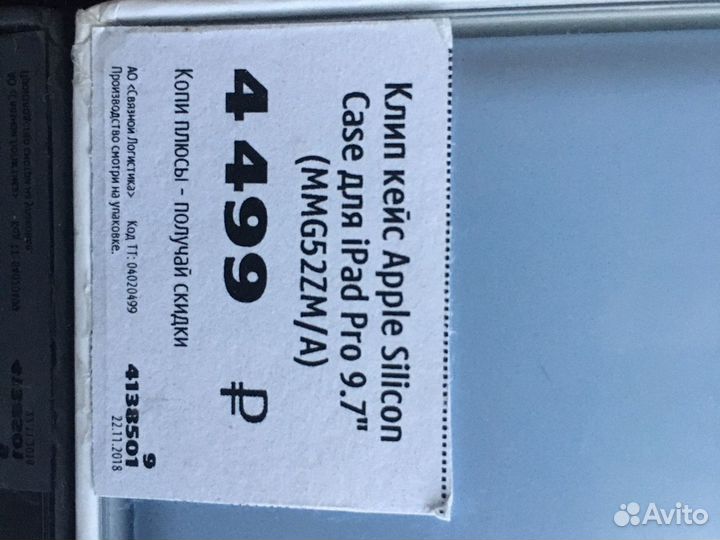 Клип кейс Apple Silicon
Case для iPad Pro 9.7"
(MMG52ZM/A)
4 499 ₽
Копи плюсы – получай скидки
АО «Связной Логистика» Код ТТ: 04020499
Производство смотри на упаковке.
9
4138501
22.11.2018
Avito